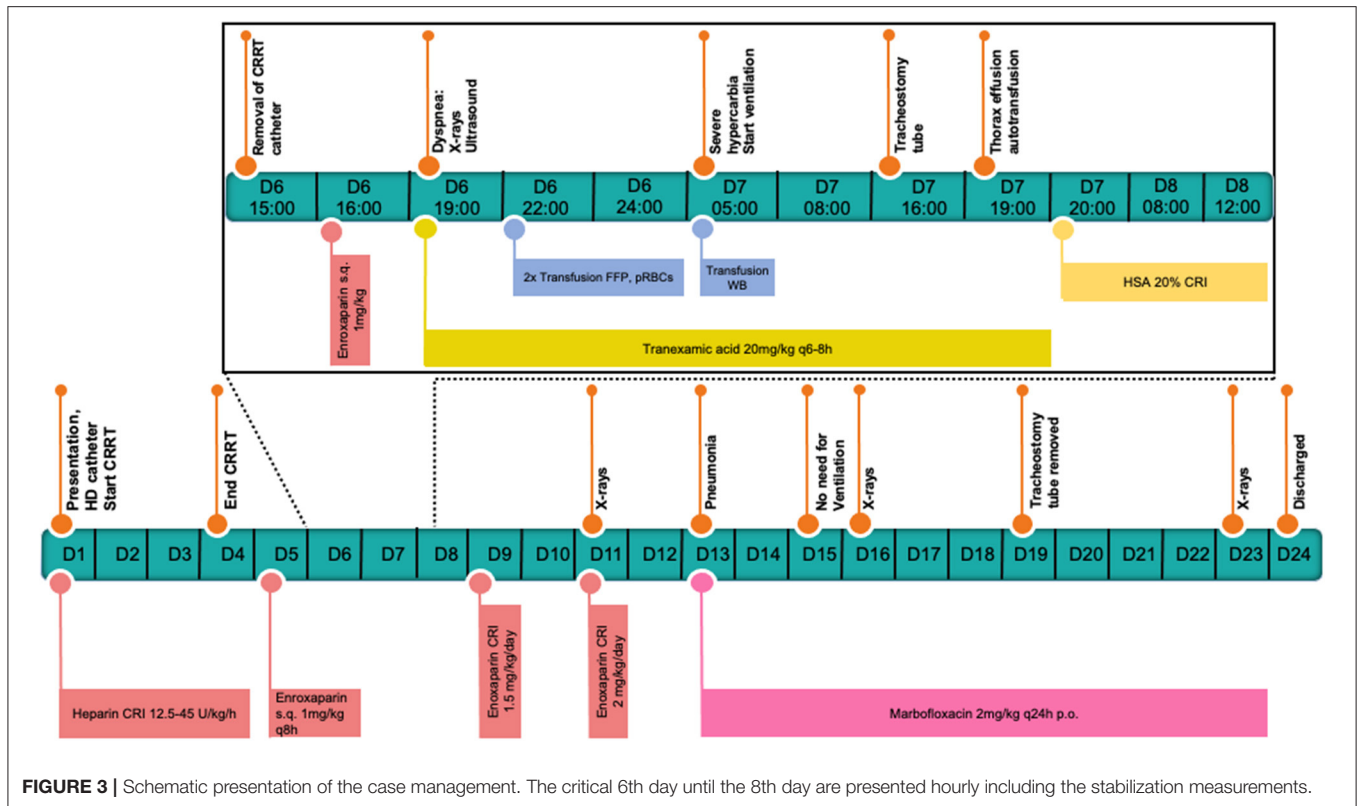 Removal of CRRT
catheter
Dyspnea:
X-rays
Ultrasound
Severe
hypercarbia
Start ventilation
Tracheostomy
tube
Thorax effusion
autotransfusion
D6
15:00
D6
16:00
D6
19:00
D6
22:00
D6
24:00
D7
05:00
D7
08:00
D7
16:00
D7
19:00
D7
20:00
D8
08:00
D8
12:00
Enroxaparin s.q.
1mg/kg
2x Transfusion FFP, pRBCs
Transfusion
WB
HSA 20% CRI
Tranexamic acid 20mg/kg q6-8h
Presentation,
HD catheter
Start CRRT
End CRRT
X-rays
Pneumonia
No need for
Ventilation
X-rays
Tracheostomy
tube removed
X-rays
Discharged
D1 D2 D3 D4 D5 D6 D7 D8 D9 D10 D11 D12 D13 D14 D15 D16 D17 D18 D19 D20 D21 D22 D23 D24
Heparin CRI 12.5-45 U/kg/h
Enroxaparin
s.q. 1mg/kg
q8h
Enoxaparin CRI
1.5 mg/kg/day
Enoxaparin CRI
2 mg/kg/day
Marbofloxacin 2mg/kg q24h p.o.
FIGURE 3 | Schematic presentation of the case management. The critical 6th day until the 8th day are presented hourly including the stabilization measurements.